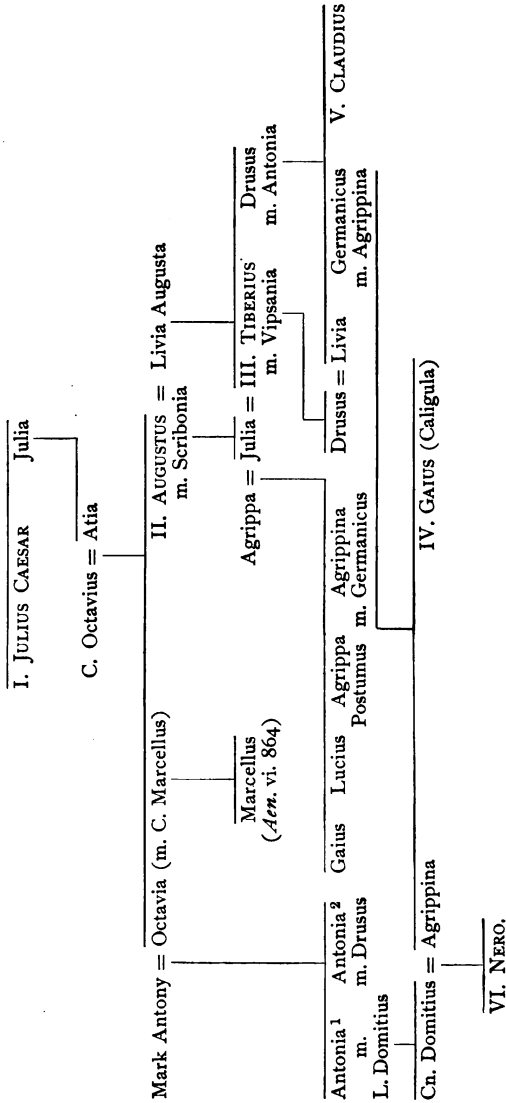 I. JULIUS CAESAR Julia
C. Octavius = Atia
Mark Antony = Octavia (m. C. Marcellus) II. AUGUSTUS = Livia Augusta
m. Scribonia
Marcellus
(Aen. vi. 864)
Agrippa = Julia = III. TIBERIUS Drusus
m. Vipsania m. Antonia
Antonia¹ Antonia² Gaius Lucius Agrippa Agrippina Drusus = Livia Germanicus V. CLAUDIUS
m. m. Drusus Postumus m. Germanicus m. Agrippina
L. Domitius
Cn. Domitius = Agrippina IV. GAIUS (Caligula)
VI. NERO.